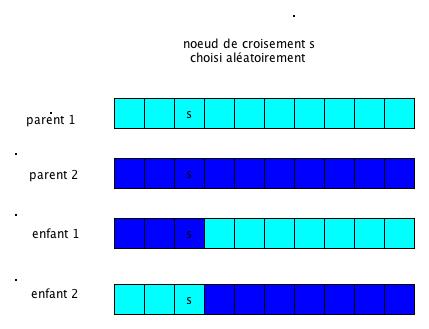 noeud de croisement s
choisi aléatoirement
parent 1 s
parent 2 s
enfant 1 s
enfant 2 s